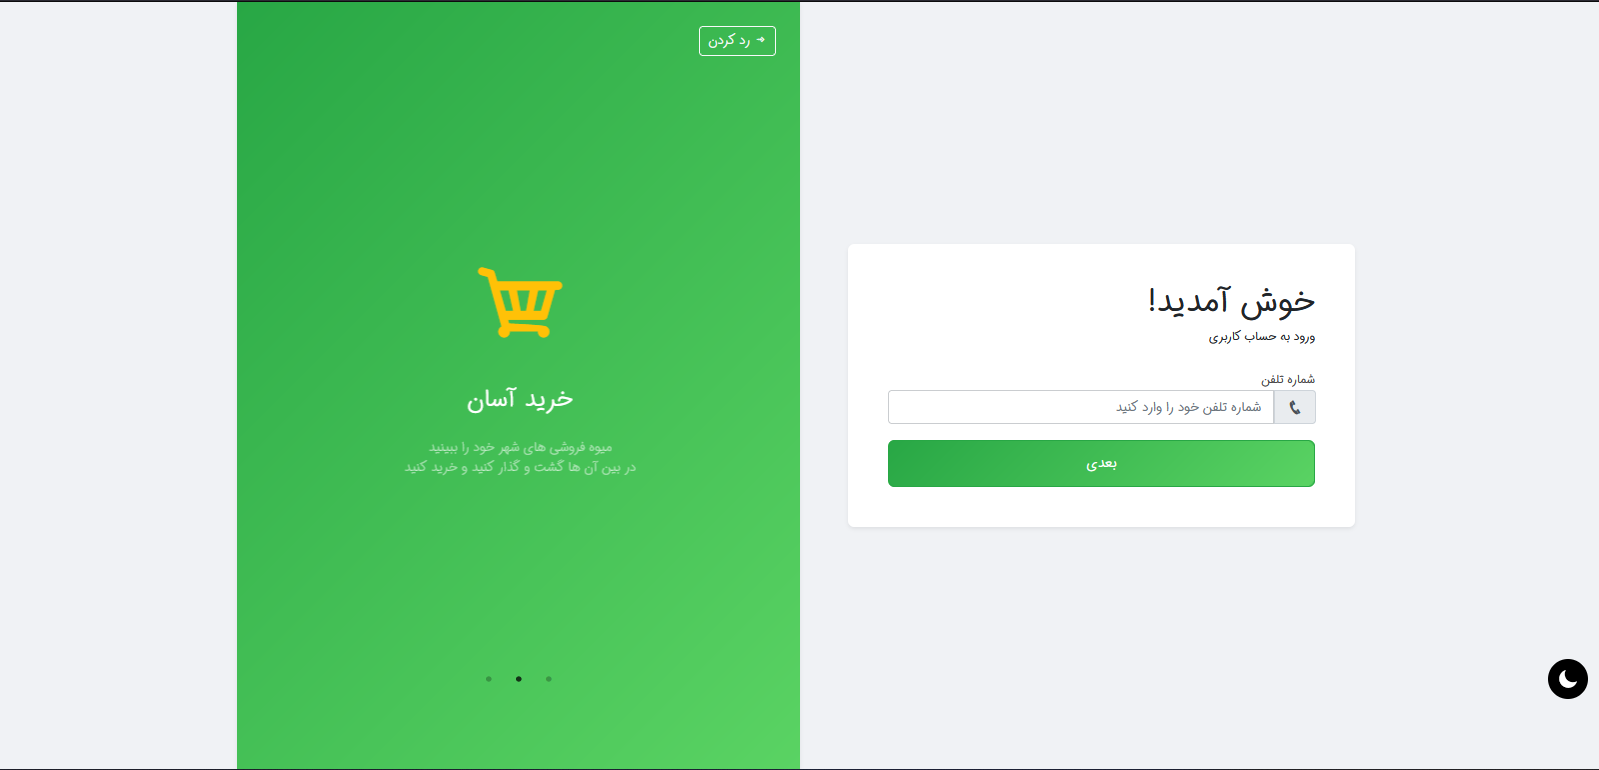 خوش آمدید!
ورود به حساب کاربری
شماره تلفن
شماره تلفن خود را وارد کنید
بعدی
رد کردن
خرید آسان
میوه فروشی های شهر خود را ببینید
در بین آن ها گشت و گذار کنید و خرید کنید